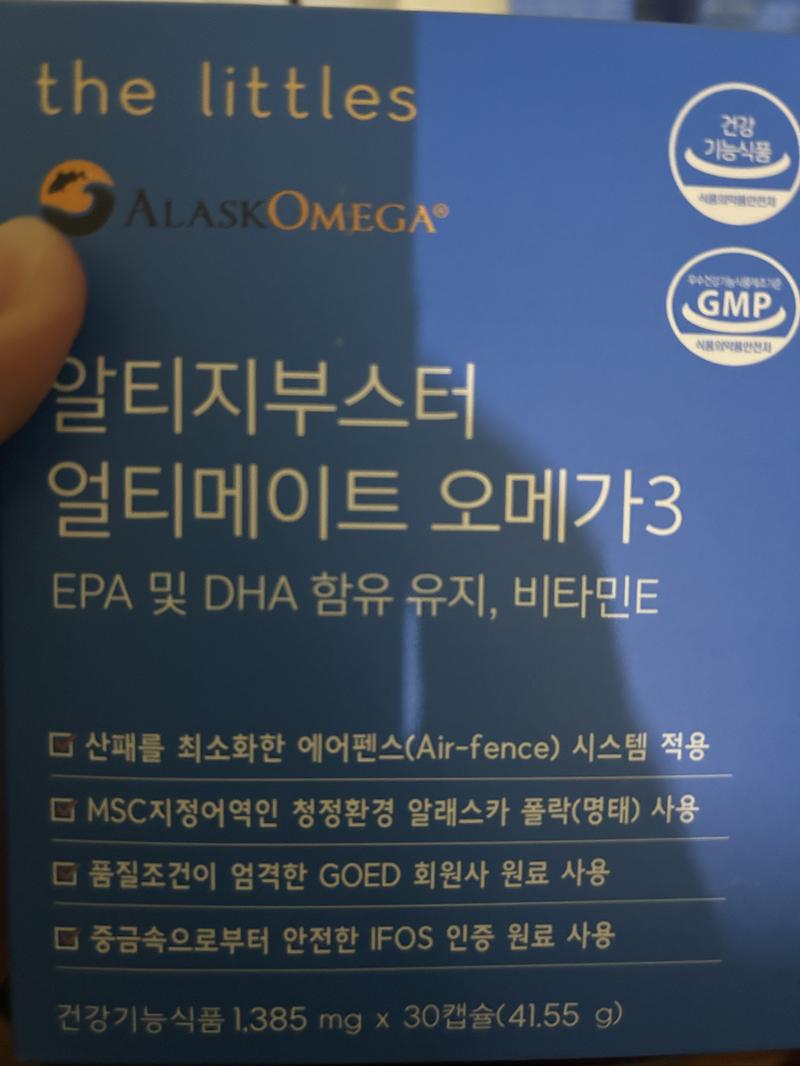 the littles
ALASKOMEGA®
건강
기능식품
식품의약품안전처
우수건강기능식품제조기준
GMP
식품의약품안전처
알티지부스터
얼티메이트 오메가3
EPA 및 DHA 함유 유지, 비타민E
산패를 최소화한 에어펜스(Air-fence) 시스템 적용
MSC지정어역인 청정환경 알래스카 폴락(명태) 사용
품질조건이 엄격한 GOED 회원사 원료 사용
중금속으로부터 안전한 IFOS 인증 원료 사용
건강기능식품 1,385 mg x 30캡슐(41.55 g)